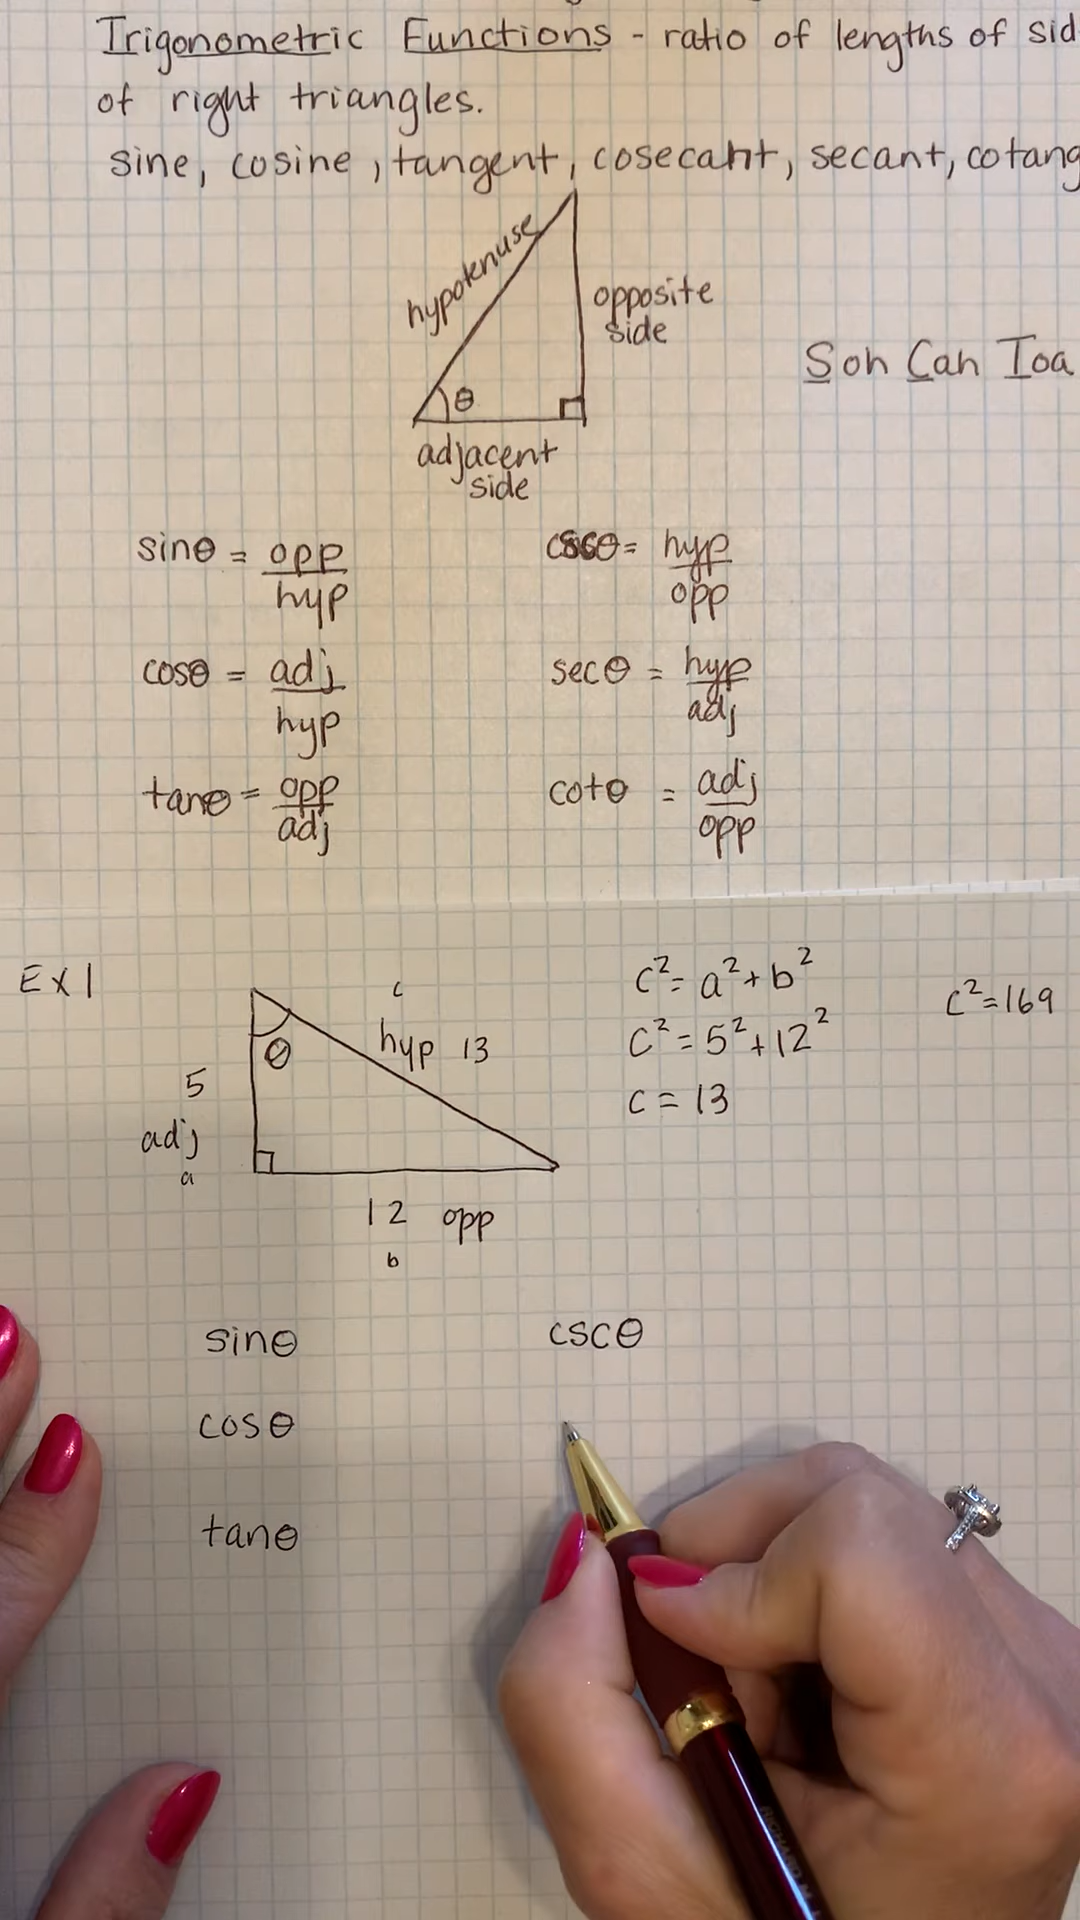 Trigonometric Functions - ratio of lengths of sid
of right triangles.
sine, cosine, tangent, cosecant, secant, cotang
hypotenuse
opposite
side
Soh Cah Toa
θ
adjacent
side
sinθ = opp/hyp
cscθ = hyp/opp
cosθ = adj/hyp
secθ = hyp/adj
tanθ = opp/adj
cotθ = adj/opp
EX 1
c
hyp 13
θ
5
adj
a
12 opp
b
c² = a² + b²
c² = 5² + 12²
c = 13
c² = 169
sinθ
cscθ
cosθ
tanθ